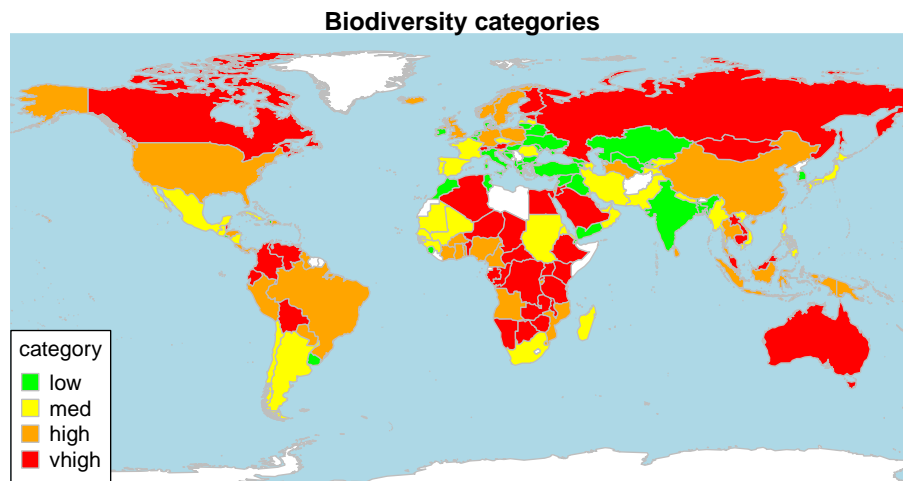 Biodiversity categories
category
low
med
high
vhigh